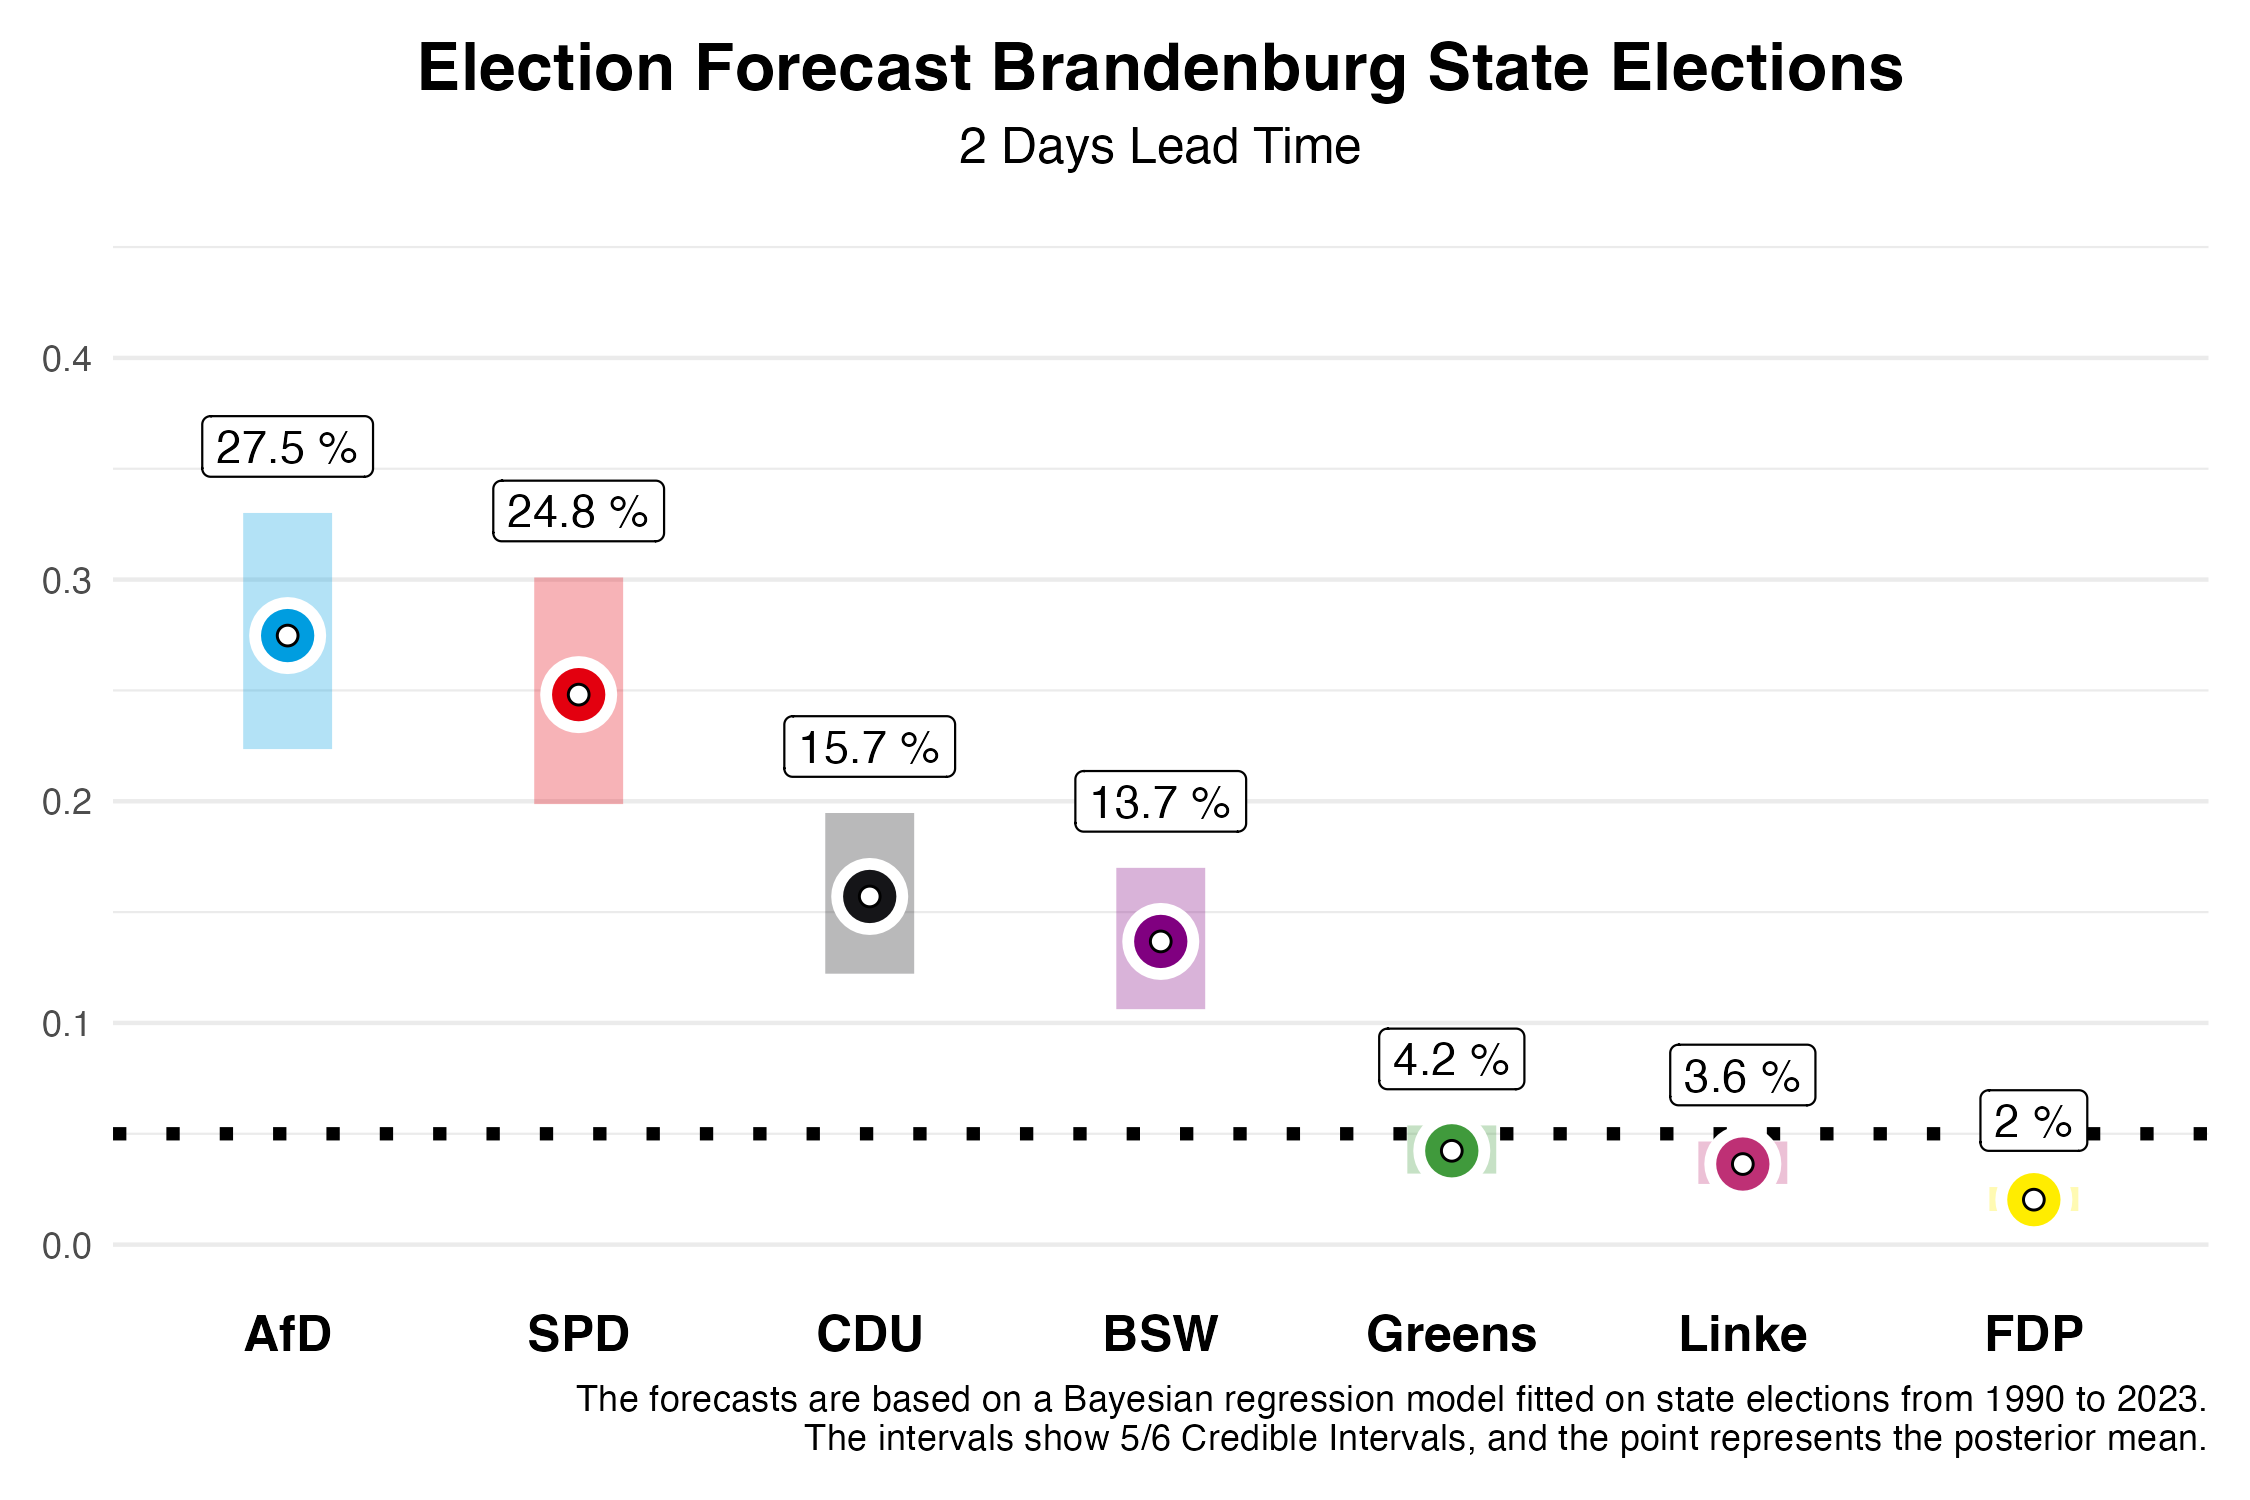 Election Forecast Brandenburg State Elections
2 Days Lead Time
0.4
27.5 %
24.8 %
0.3
15.7 %
13.7 %
0.2
0.1
4.2 %
3.6 %
2 %
0.0
AfD SPD CDU BSW Greens Linke FDP
The forecasts are based on a Bayesian regression model fitted on state elections from 1990 to 2023.
The intervals show 5/6 Credible Intervals, and the point represents the posterior mean.